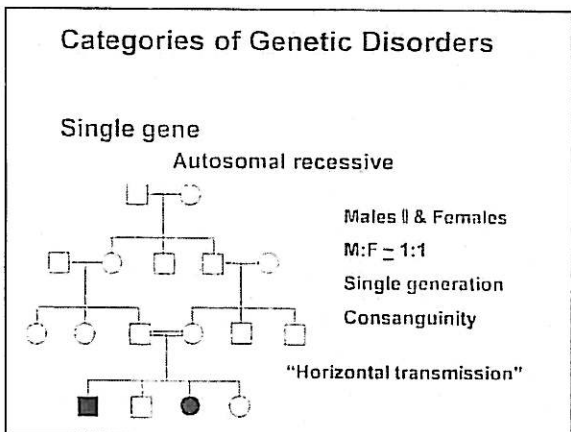 Categories of Genetic Disorders
Single gene
Autosomal recessive
Males & Females
M:F = 1:1
Single generation
Consanguinity
"Horizontal transmission"